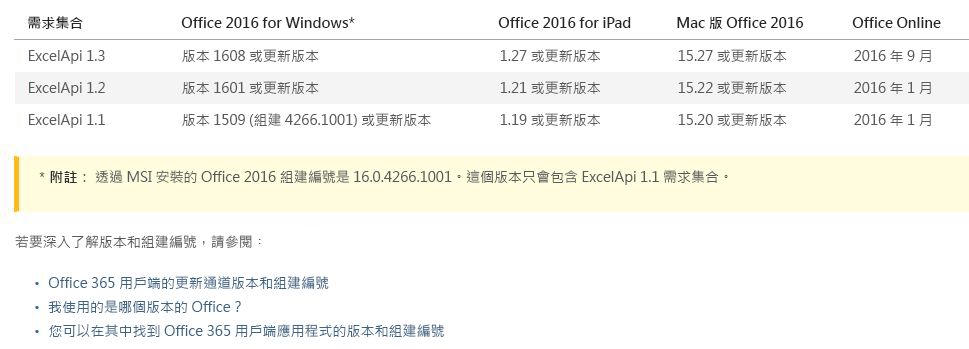 需求集合 Office 2016 for Windows* Office 2016 for iPad Mac 版 Office 2016 Office Online
ExcelApi 1.3 版本 1608 或更新版本 1.27 或更新版本 15.27 或更新版本 2016 年 9 月
ExcelApi 1.2 版本 1601 或更新版本 1.21 或更新版本 15.22 或更新版本 2016 年 1 月
ExcelApi 1.1 版本 1509 (組建 4266.1001) 或更新版本 1.19 或更新版本 15.20 或更新版本 2016 年 1 月
* 附註： 透過 MSI 安裝的 Office 2016 組建編號是 16.0.4266.1001。這個版本只會包含 ExcelApi 1.1 需求集合。
若要深入了解版本和組建編號，請參閱：
• Office 365 用戶端的更新通道版本和組建編號
• 我使用的是哪個版本的 Office？
• 您可以在其中找到 Office 365 用戶端應用程式的版本和組建編號